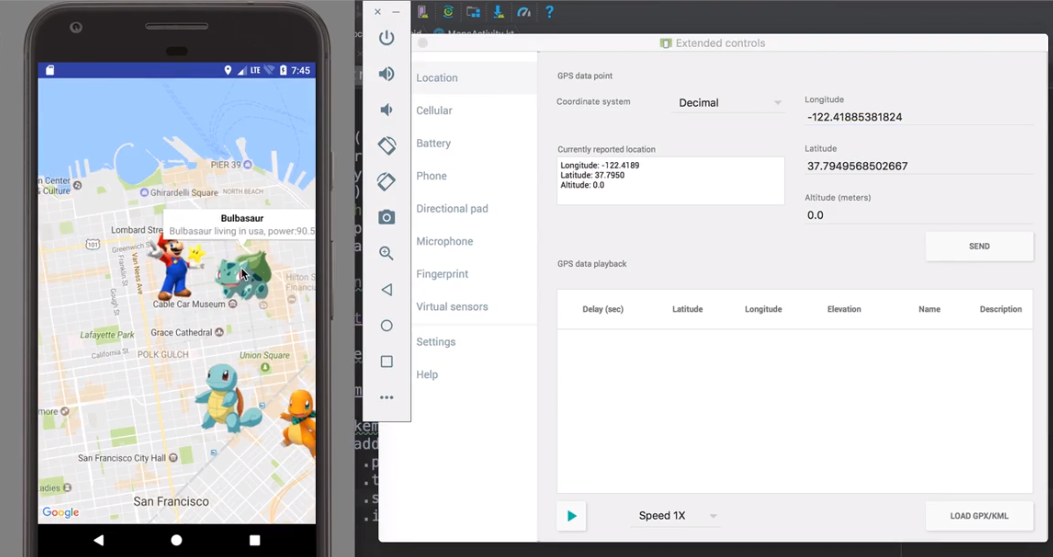 LTE 7:45
PIER 39
Ghirardelli Square
NORTH BEACH
en Center
& Culture
Bulbasaur
Bulbasaur living in usa, power:90.5
Lombard Stre
101
Greenwich St
Franklin St
Van Ness Ave
Hilton S
Cable Car Museum
Grace Cathedral
Lafayette Park
California St
POLK GULCH
Union Square
more
San Francisco City Hall
adies
San Francisco
Google
MapsActivity.kt
Extended controls
Location
Cellular
Battery
Phone
Directional pad
Microphone
Fingerprint
Virtual sensors
Settings
Help
GPS data point
Coordinate system
Decimal
Longitude
-122.41885381824
Latitude
37.7949568502667
Altitude (meters)
0.0
Currently reported location
Longitude: -122.4189
Latitude: 37.7950
Altitude: 0.0
SEND
GPS data playback
Delay (sec) Latitude Longitude Elevation Name Description
Speed 1X
LOAD GPX/KML